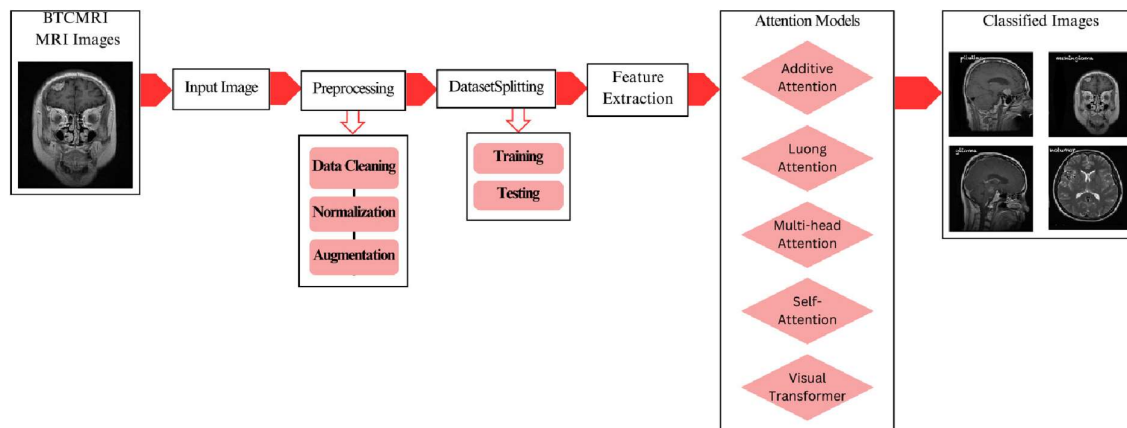 BTCMRI
MRI Images
Input Image
Preprocessing
Data Cleaning
Normalization
Augmentation
DatasetSplitting
Training
Testing
Feature
Extraction
Attention Models
Additive
Attention
Luong
Attention
Multi-head
Attention
Self-
Attention
Visual
Transformer
Classified Images
meningioma
glioma
notumor